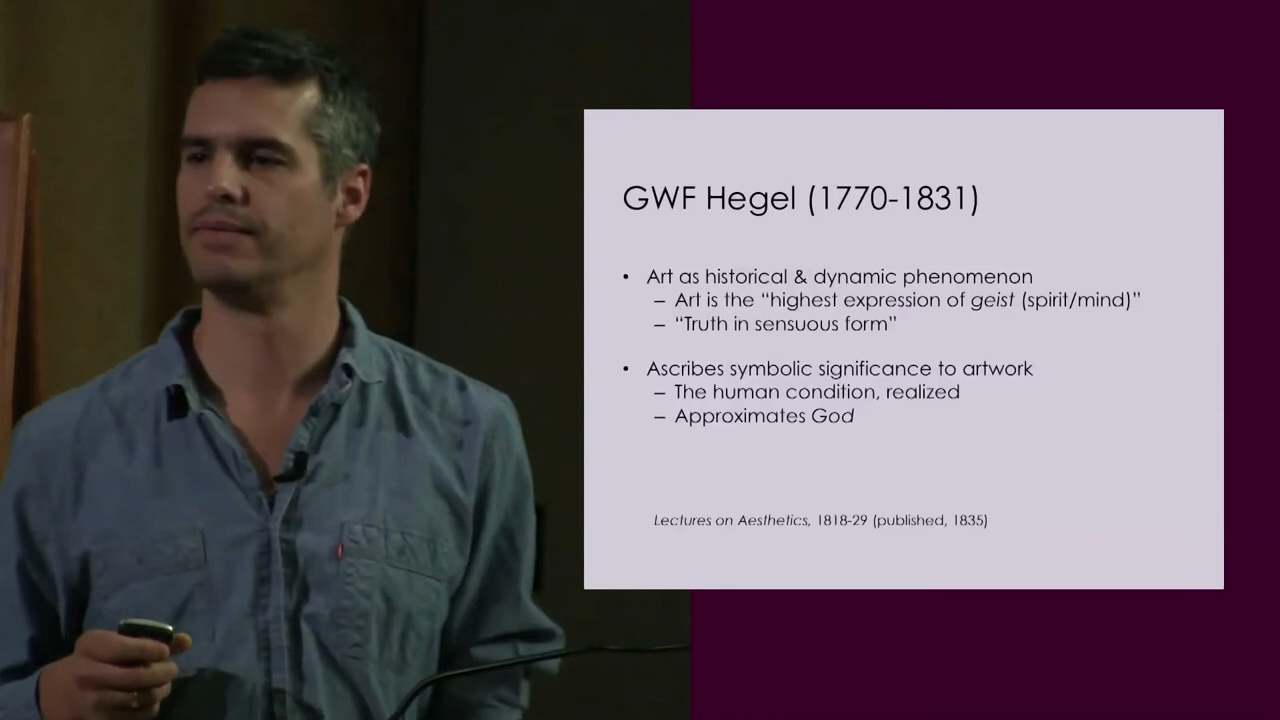 GWF Hegel (1770-1831)
• Art as historical & dynamic phenomenon
– Art is the “highest expression of geist (spirit/mind)”
– “Truth in sensuous form”
• Ascribes symbolic significance to artwork
– The human condition, realized
– Approximates God
Lectures on Aesthetics, 1818-29 (published, 1835)